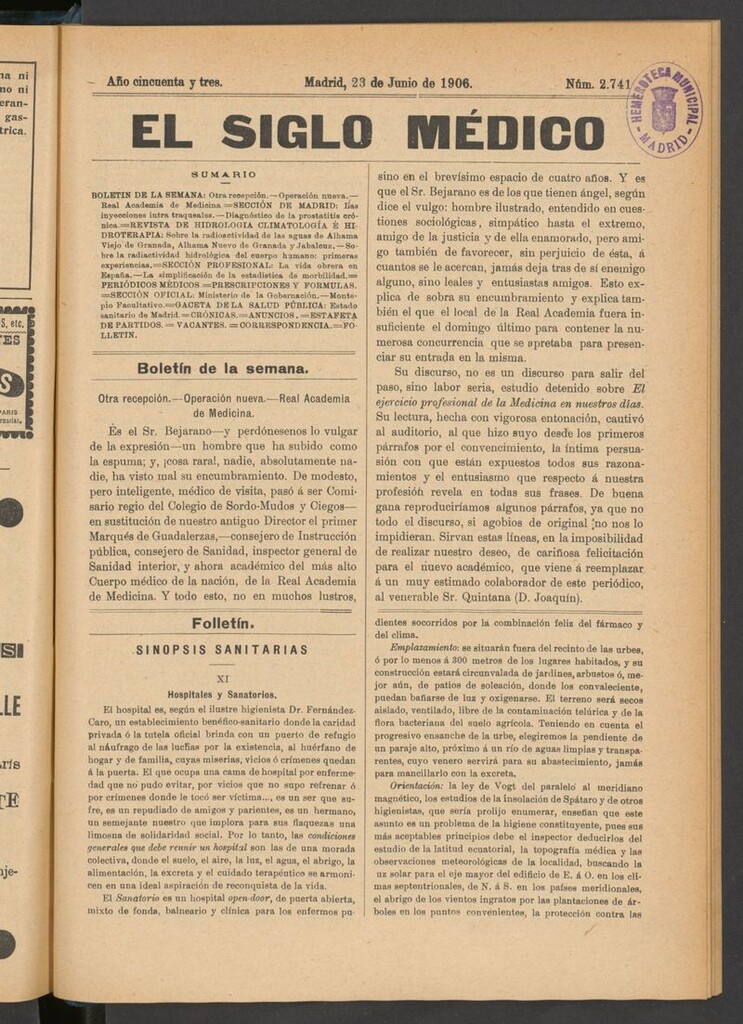 Año cincuenta y tres. Madrid, 23 de Junio de 1906. Núm. 2.741
HEMEROTECA MUNICIPAL
MADRID
EL SIGLO MÉDICO
SUMARIO
BOLETIN DE LA SEMANA: Otra recepción.—Operación nueva.—
Real Academia de Medicina =SECCIÓN DE MADRID: Las
inyecciones intra traqueales.—Diagnóstico de la prostatitis cró-
nica.=REVISTA DE HIDROLOGIA CLIMATOLOGÍA É HI-
DROTERAPIA: Sobre la radioactividad de las aguas de Alhama
Viejo de Granada, Alhama Nuevo de Granada y Jabalcuz.—So-
bre la radiactividad hidrológica del cuerpo humano: primeras
experiencias.=SECCIÓN PROFESIONAL: La vida obrera en
España.—La simplificación de la estadística de morbilidad.=
PERIÓDICOS MÉDICOS =PRESCRIPCIONES Y FORMULAS.
=SECCIÓN OFICIAL: Ministerio de la Gobernación.—Monte-
pio Facultativo.=GACETA DE LA SALUD PÚBLICA: Estado
sanitario de Madrid.=CRÓNICAS.=ANUNCIOS.=ESTAFETA
DE PARTIDOS. = VACANTES. = CORRESPONDENCIA.=FO-
LLETIN.
Boletín de la semana.
Otra recepción.—Operación nueva.—Real Academia
de Medicina.
Es el Sr. Bejarano—y perdónesenos lo vulgar
de la expresión—un hombre que ha subido como
la espuma; y, ¡cosa rara!, nadie, absolutamente na-
die, ha visto mal su encumbramiento. De modesto,
pero inteligente, médico de visita, pasó á ser Comi-
sario regio del Colegio de Sordo-Mudos y Ciegos—
en sustitución de nuestro antiguo Director el primer
Marqués de Guadalerzas,—consejero de Instrucción
pública, consejero de Sanidad, inspector general de
Sanidad interior, y ahora académico del más alto
Cuerpo médico de la nación, de la Real Academia
de Medicina. Y todo esto, no en muchos lustros,
sino en el brevísimo espacio de cuatro años. Y es
que el Sr. Bejarano es de los que tienen ángel, según
dice el vulgo: hombre ilustrado, entendido en cues-
tiones sociológicas, simpático hasta el extremo,
amigo de la justicia y de ella enamorado, pero ami-
go también de favorecer, sin perjuicio de ésta, á
cuantos se le acercan, jamás deja tras de sí enemigo
alguno, sino leales y entusiastas amigos. Esto ex-
plica de sobra su encumbramiento y explica tam-
bién el que el local de la Real Academia fuera in-
suficiente el domingo último para contener la nu-
merosa concurrencia que se apretaba para presen-
ciar su entrada en la misma.
Su discurso, no es un discurso para salir del
paso, sino labor seria, estudio detenido sobre El
ejercicio profesional de la Medicina en nuestros días.
Su lectura, hecha con vigorosa entonación, cautivó
al auditorio, al que hizo suyo desde los primeros
párrafos por el convencimiento, la íntima persua-
sión con que están expuestos todos sus razona-
mientos y el entusiasmo que respecto á nuestra
profesión revela en todas sus frases. De buena
gana reproduciríamos algunos párrafos, ya que no
todo el discurso, si agobios de original no nos lo
impidieran. Sirvan estas líneas, en la imposibilidad
de realizar nuestro deseo, de cariñosa felicitación
para el nuevo académico, que viene á reemplazar
á un muy estimado colaborador de este periódico,
al venerable Sr. Quintana (D. Joaquín).
Folletín.
SINOPSIS SANITARIAS
XI
Hospitales y Sanatorios.
El hospital es, según el ilustre higienista Dr. Fernández-
Caro, un establecimiento benéfico-sanitario donde la caridad
privada ó la tutela oficial brinda con un puerto de refugio
al náufrago de las luchas por la existencia, al huérfano de
hogar y de familia, cuyas miserias, vicios ó crímenes quedan
á la puerta. El que ocupa una cama de hospital por enferme-
dad que no pudo evitar, por vicios que no supo refrenar ó
por crímenes donde le tocó ser víctima..., es un ser que su-
fre, es un repudiado de amigos y parientes, es un hermano,
un semejante nuestro que implora para sus flaquezas una
limosna de solidaridad social. Por lo tanto, las condiciones
generales que debe reunir un hospital son las de una morada
colectiva, donde el suelo, el aire, la luz, el agua, el abrigo, la
alimentación, la excreta y el cuidado terapéutico se armoni-
cen en una ideal aspiración de reconquista de la vida.
El Sanatorio es un hospital open-door, de puerta abierta,
mixto de fonda, balneario y clínica para los enfermos pu-
dientes socorridos por la combinación feliz del fármaco y
del clima.
Emplazamiento: se situarán fuera del recinto de las urbes,
ó por lo menos á 300 metros de los lugares habitados, y su
construcción estará circunvalada de jardines, arbustos ó, me-
jor aún, de patios de soleación, donde los convaleciente,
puedan bañarse de luz y oxigenarse. El terreno será secos
aislado, ventilado, libre de la contaminación telúrica y de la
flora bacteriana del suelo agrícola. Teniendo en cuenta el
progresivo ensanche de la urbe, elegiremos la pendiente de
un paraje alto, próximo á un río de aguas limpias y transpa-
rentes, cuyo venero servirá para su abastecimiento, jamás
para mancillarlo con la excreta.
Orientación: la ley de Vogt del paralelo al meridiano
magnético, los estudios de la insolación de Spátaro y de otros
higienistas, que sería prolijo enumerar, enseñan que este
asunto es un problema de la higiene constituyente, pues sus
más aceptables principios debe el inspector deducirlos del
estudio de la latitud ecuatorial, la topografía médica y las
observaciones meteorológicas de la localidad, buscando la
luz solar para el eje mayor del edificio de E. á O. en los cli-
mas septentrionales, de N. á S. en los países meridionales,
el abrigo de los vientos ingratos por las plantaciones de ár-
boles en los puntos convenientes, la protección contra las